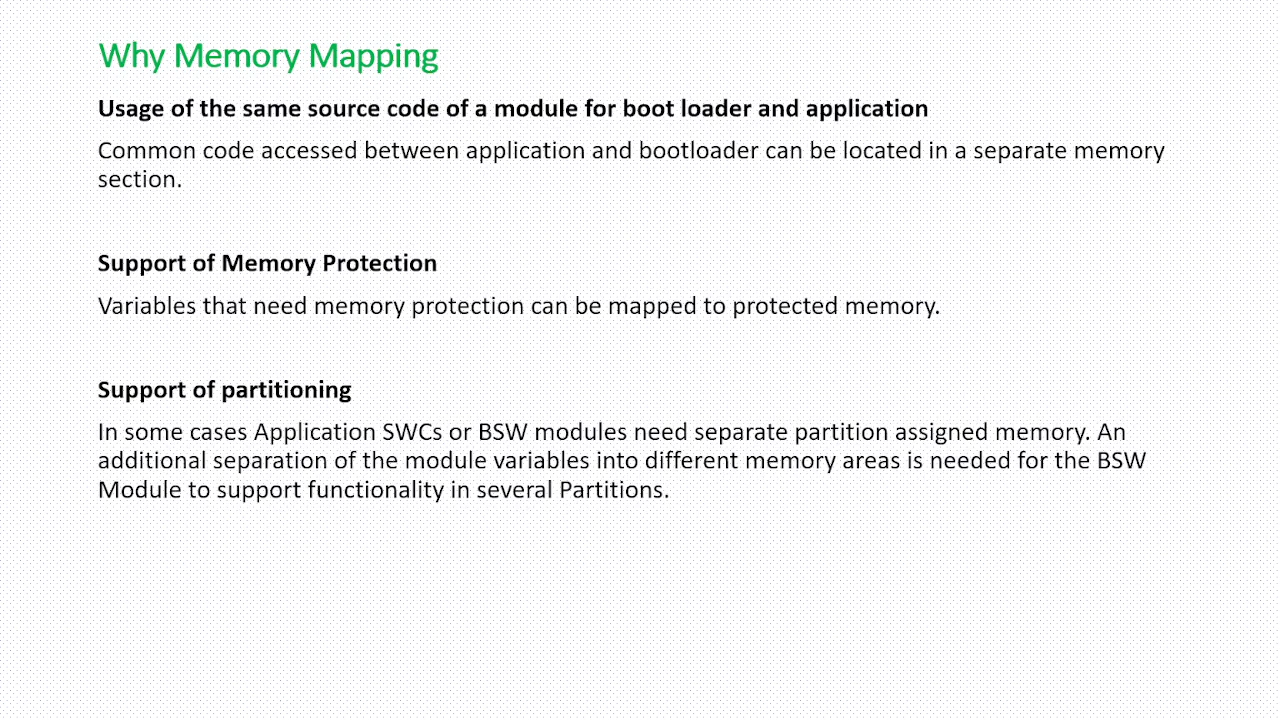 Why Memory Mapping
Usage of the same source code of a module for boot loader and application
Common code accessed between application and bootloader can be located in a separate memory
section.
Support of Memory Protection
Variables that need memory protection can be mapped to protected memory.
Support of partitioning
In some cases Application SWCs or BSW modules need separate partition assigned memory. An
additional separation of the module variables into different memory areas is needed for the BSW
Module to support functionality in several Partitions.